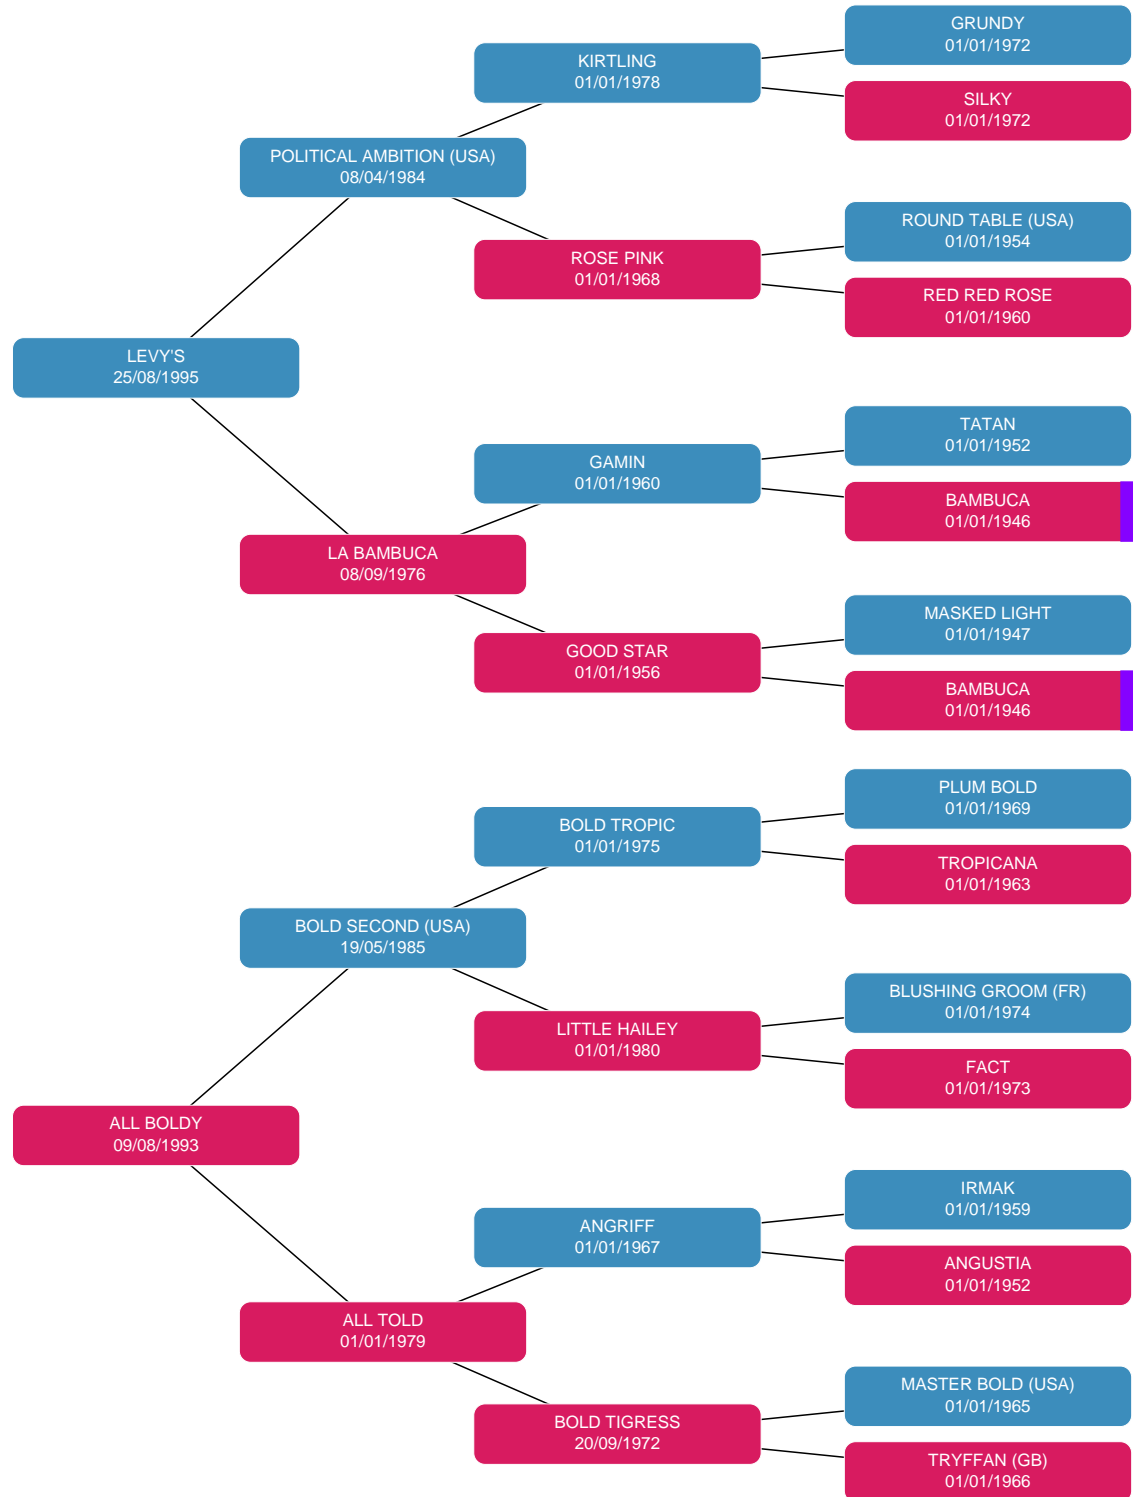 GRUNDY
01/01/1972
KIRTLING
01/01/1978
SILKY
01/01/1972
POLITICAL AMBITION (USA)
08/04/1984
ROUND TABLE (USA)
01/01/1954
ROSE PINK
01/01/1968
RED RED ROSE
01/01/1960
LEVY'S
25/08/1995
TATAN
01/01/1952
GAMIN
01/01/1960
BAMBUCA
01/01/1946
LA BAMBUCA
08/09/1976
MASKED LIGHT
01/01/1947
GOOD STAR
01/01/1956
BAMBUCA
01/01/1946
PLUM BOLD
01/01/1969
BOLD TROPIC
01/01/1975
TROPICANA
01/01/1963
BOLD SECOND (USA)
19/05/1985
BLUSHING GROOM (FR)
01/01/1974
LITTLE HAILEY
01/01/1980
FACT
01/01/1973
ALL BOLDY
09/08/1993
IRMAK
01/01/1959
ANGRIFF
01/01/1967
ANGUSTIA
01/01/1952
ALL TOLD
01/01/1979
MASTER BOLD (USA)
01/01/1965
BOLD TIGRESS
20/09/1972
TRYFFAN (GB)
01/01/1966